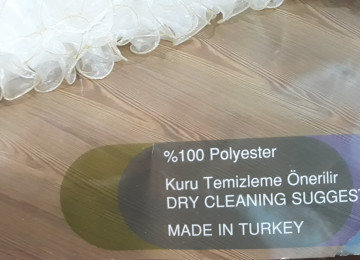 %100 Polyester
Kuru Temizleme Önerilir
DRY CLEANING SUGGEST
MADE IN TURKEY